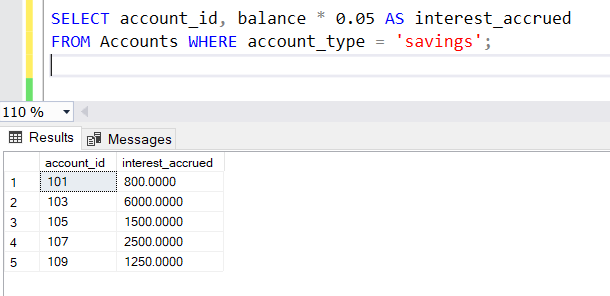 SELECT account_id, balance * 0.05 AS interest_accrued
FROM Accounts WHERE account_type = 'savings';
110 %
Results Messages
account_id interest_accrued
1 101 800.0000
2 103 6000.0000
3 105 1500.0000
4 107 2500.0000
5 109 1250.0000